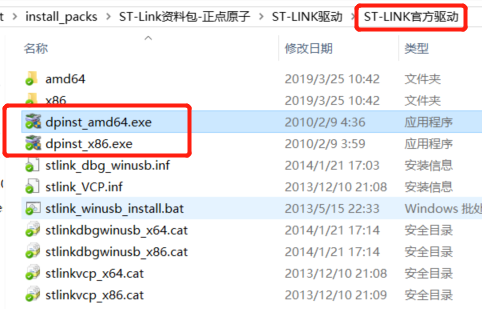 t > install_packs > ST-Link资料包-正点原子 > ST-LINK驱动 > ST-LINK官方驱动
名称 修改日期 类型
amd64 2019/3/25 10:42 文件夹
x86 2019/3/25 10:42 文件夹
dpinst_amd64.exe 2010/2/9 4:36 应用程序
dpinst_x86.exe 2010/2/9 3:59 应用程序
stlink_dbg_winusb.inf 2014/1/21 17:03 安装信息
stlink_VCP.inf 2013/12/10 21:08 安装信息
stlink_winusb_install.bat 2013/5/15 22:33 Windows 批处
stlinkdbgwinusb_x64.cat 2014/1/21 17:14 安全目录
stlinkdbgwinusb_x86.cat 2014/1/21 17:14 安全目录
stlinkvcp_x64.cat 2013/12/10 21:08 安全目录
stlinkvcp_x86.cat 2013/12/10 21:09 安全目录